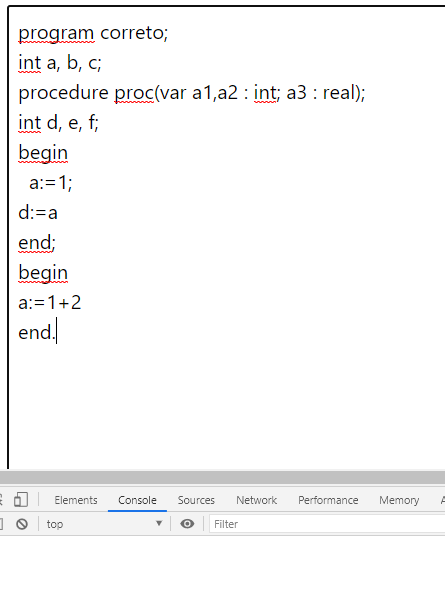 program correto;
int a, b, c;
procedure proc(var a1,a2 : int; a3 : real);
int d, e, f;
begin
a:=1;
d:=a
end;
begin
a:=1+2
end.
Elements Console Sources Network Performance Memory
top Filter